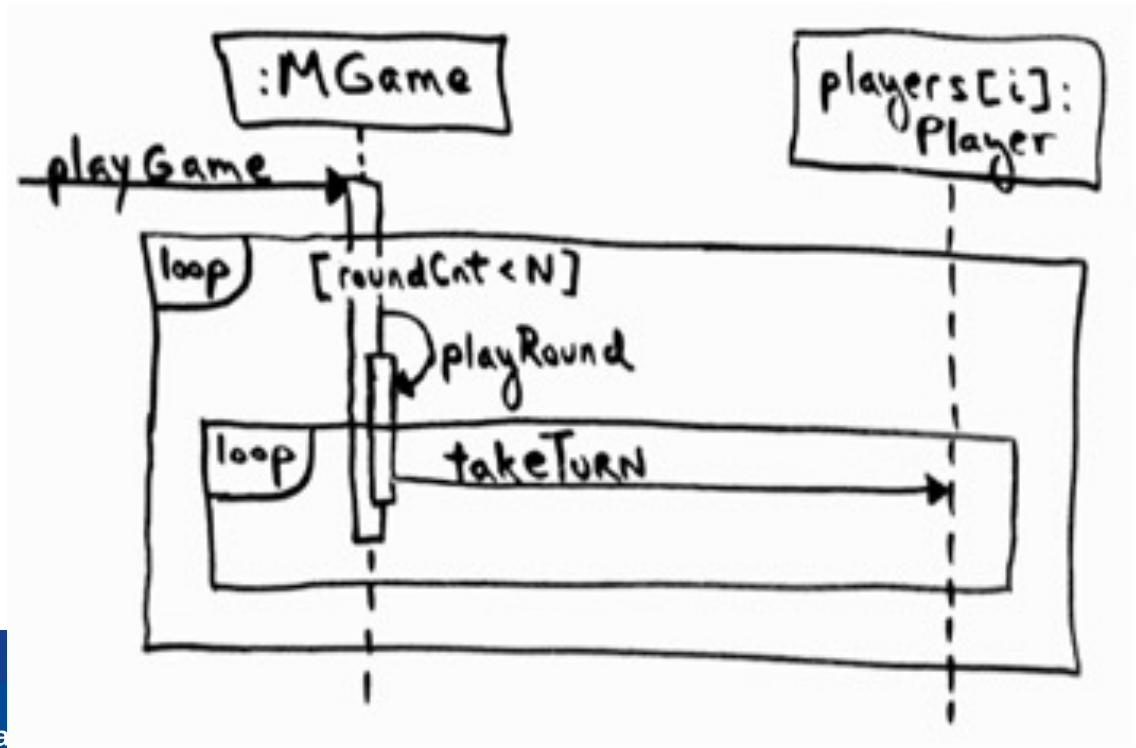 :MGame
players[i]:
Player
playGame
loop
[roundCnt < N]
playRound
loop
takeTURN